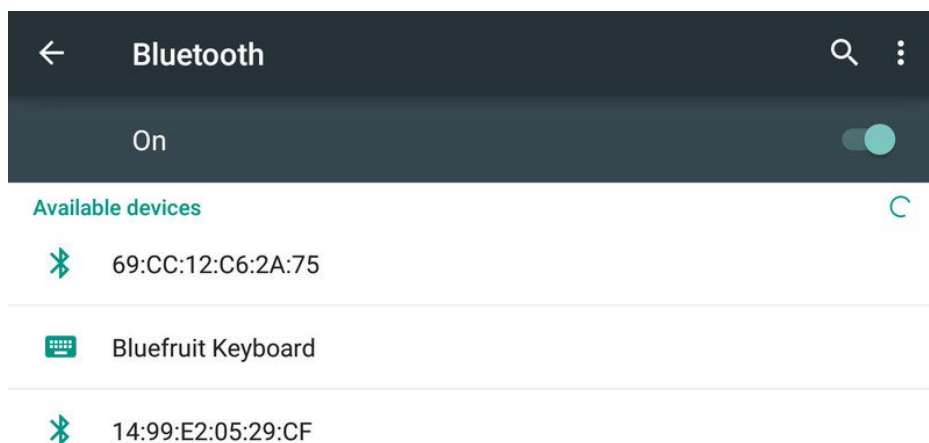 Bluetooth
On
Available devices
69:CC:12:C6:2A:75
Bluefruit Keyboard
14:99:E2:05:29:CF